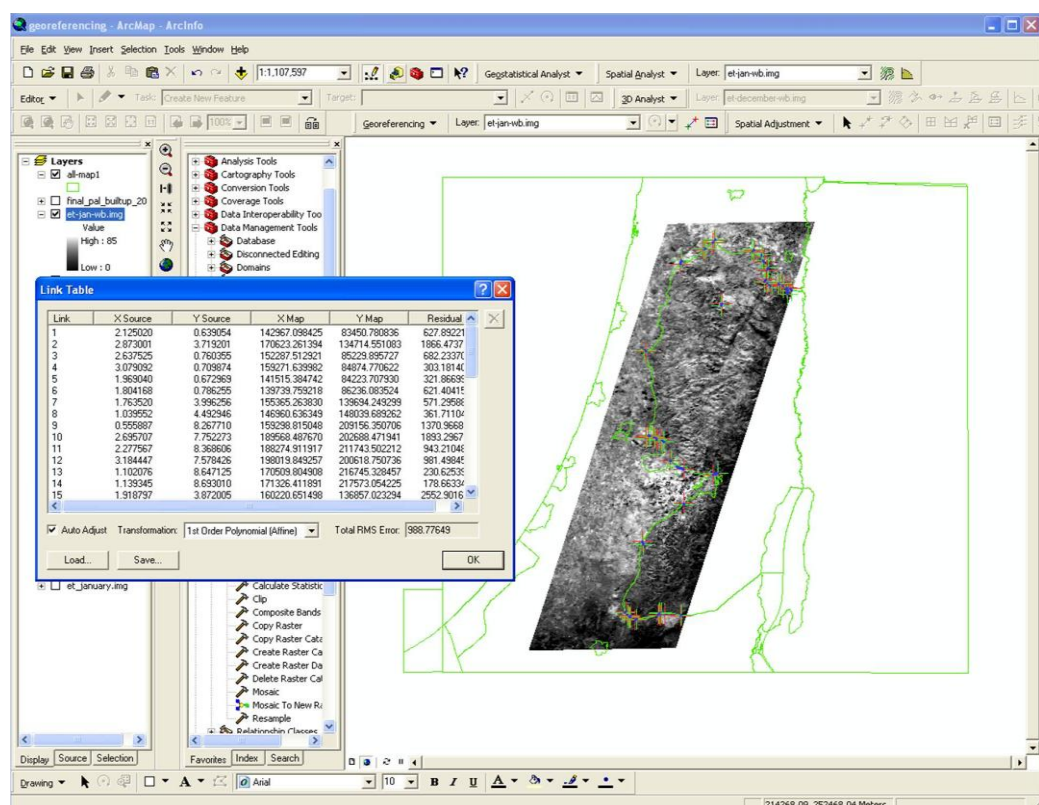 georeferencing - ArcMap - ArcInfo
File Edit View Insert Selection Tools Window Help
1:1,107,597 Geostatistical Analyst Spatial Analyst Layer: et-jan-wb.img
Editor Task: Create New Feature Target: 3D Analyst Layer: et-december-wb.img
100% Georeferencing Layer: et-jan-wb.img Spatial Adjustment
Layers
all-map1
final_pal_builtup_20
et-jan-wb.img
Value
High : 85
Low : 0
Analysis Tools
Cartography Tools
Conversion Tools
Coverage Tools
Data Interoperability Too
Data Management Tools
Database
Disconnected Editing
Domains
Link Table
Link X Source Y Source X Map Y Map Residual
1 2.125020 0.639054 142967.098425 83450.780836 627.89221
2 2.873001 3.719201 170623.261394 134714.551083 1866.4737
3 2.637525 0.760355 152287.512921 85229.895727 682.23370
4 3.079092 0.709874 159271.639982 84874.770622 303.18140
5 1.969040 0.672969 141515.384742 84223.707930 321.86699
6 1.804168 0.786255 139739.759218 86236.083524 621.40415
7 1.763520 3.996256 155365.263830 139694.249299 571.29580
8 1.039552 4.492946 146960.636349 148039.689262 361.71104
9 0.555887 8.267710 159298.815048 209156.350706 1370.9668
10 2.695707 7.752273 189568.487670 202688.471941 1893.2967
11 2.277567 8.368606 188274.911917 211743.502212 943.21048
12 3.184447 7.578426 198019.849257 200618.750736 981.49845
13 1.102076 8.647125 170509.804908 216745.328457 230.62539
14 1.139345 8.693010 171326.411891 217573.054225 178.66334
15 1.918797 3.872005 160220.651498 136857.023294 2552.9016
Auto Adjust Transformation: 1st Order Polynomial (Affine) Total RMS Error: 988.77649
Load... Save... OK
et_january.img
Calculate Statistic
Clip
Composite Bands
Copy Raster
Copy Raster Cata
Create Raster Ca
Create Raster Da
Delete Raster Cat
Mosaic
Mosaic To New Ra
Resample
Relationship Classes
Display Source Selection
Favorites Index Search
Drawing A Arial 10 B I U A
214268.09 252468.04 Meters